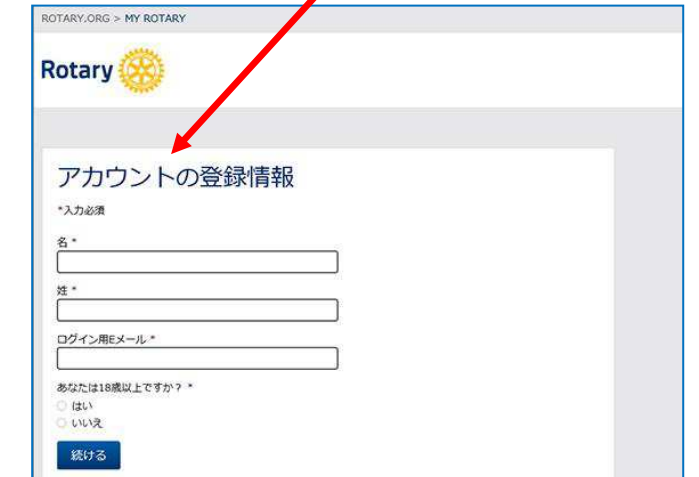 ROTARY.ORG > MY ROTARY
Rotary
アカウントの登録情報
*入力必須
名 *
姓 *
ログイン用Eメール *
あなたは18歳以上ですか？ *
はい
いいえ
続ける